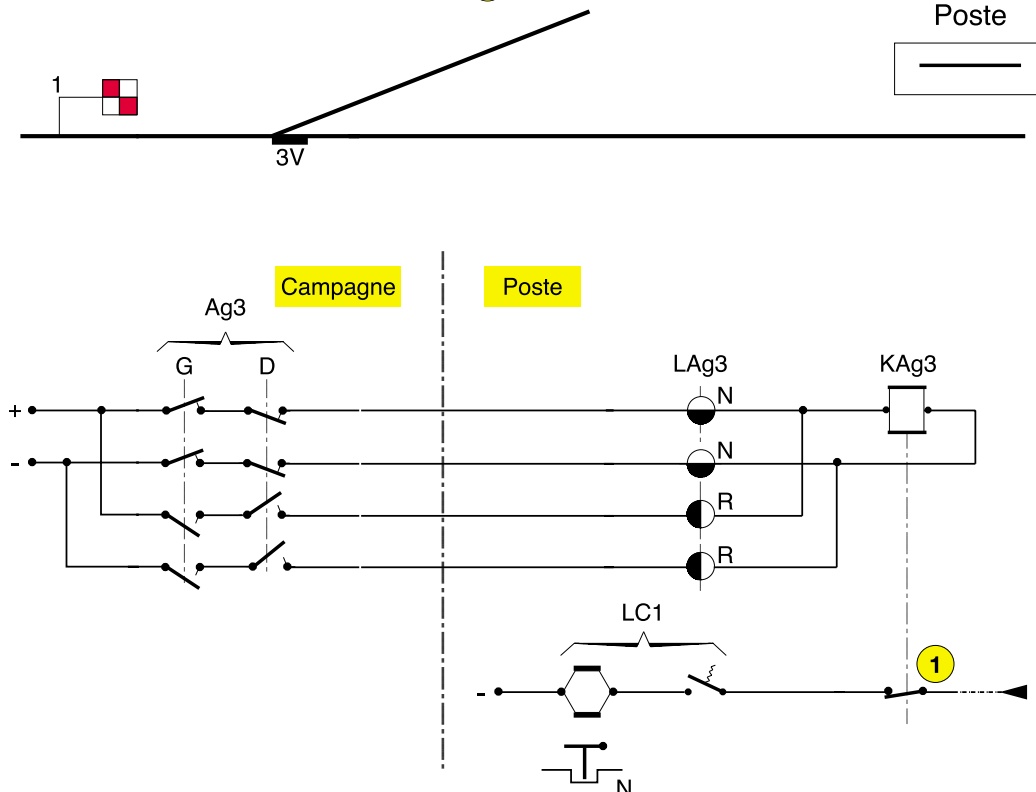 Poste
1
3V
Campagne
Poste
Ag3
G D
LAg3
KAg3
+
N
-
N
R
R
LC1
1
-
N